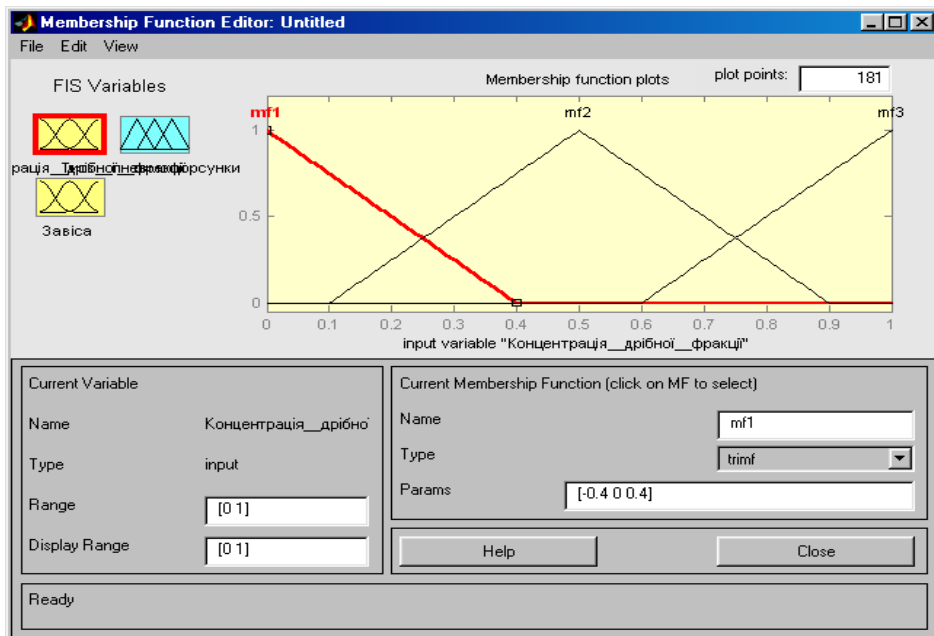 Membership Function Editor: Untitled
File Edit View
FIS Variables
Membership function plots
plot points:
181
mf1
mf2
mf3
1
0.5
0
0 0.1 0.2 0.3 0.4 0.5 0.6 0.7 0.8 0.9 1
input variable "Концентрація__дрібної__фракції"
Завіса
Current Variable
Name Концентрація__дрібної
Type input
Range [0 1]
Display Range [0 1]
Current Membership Function (click on MF to select)
Name mf1
Type trimf
Params [-0.4 0 0.4]
Help Close
Ready